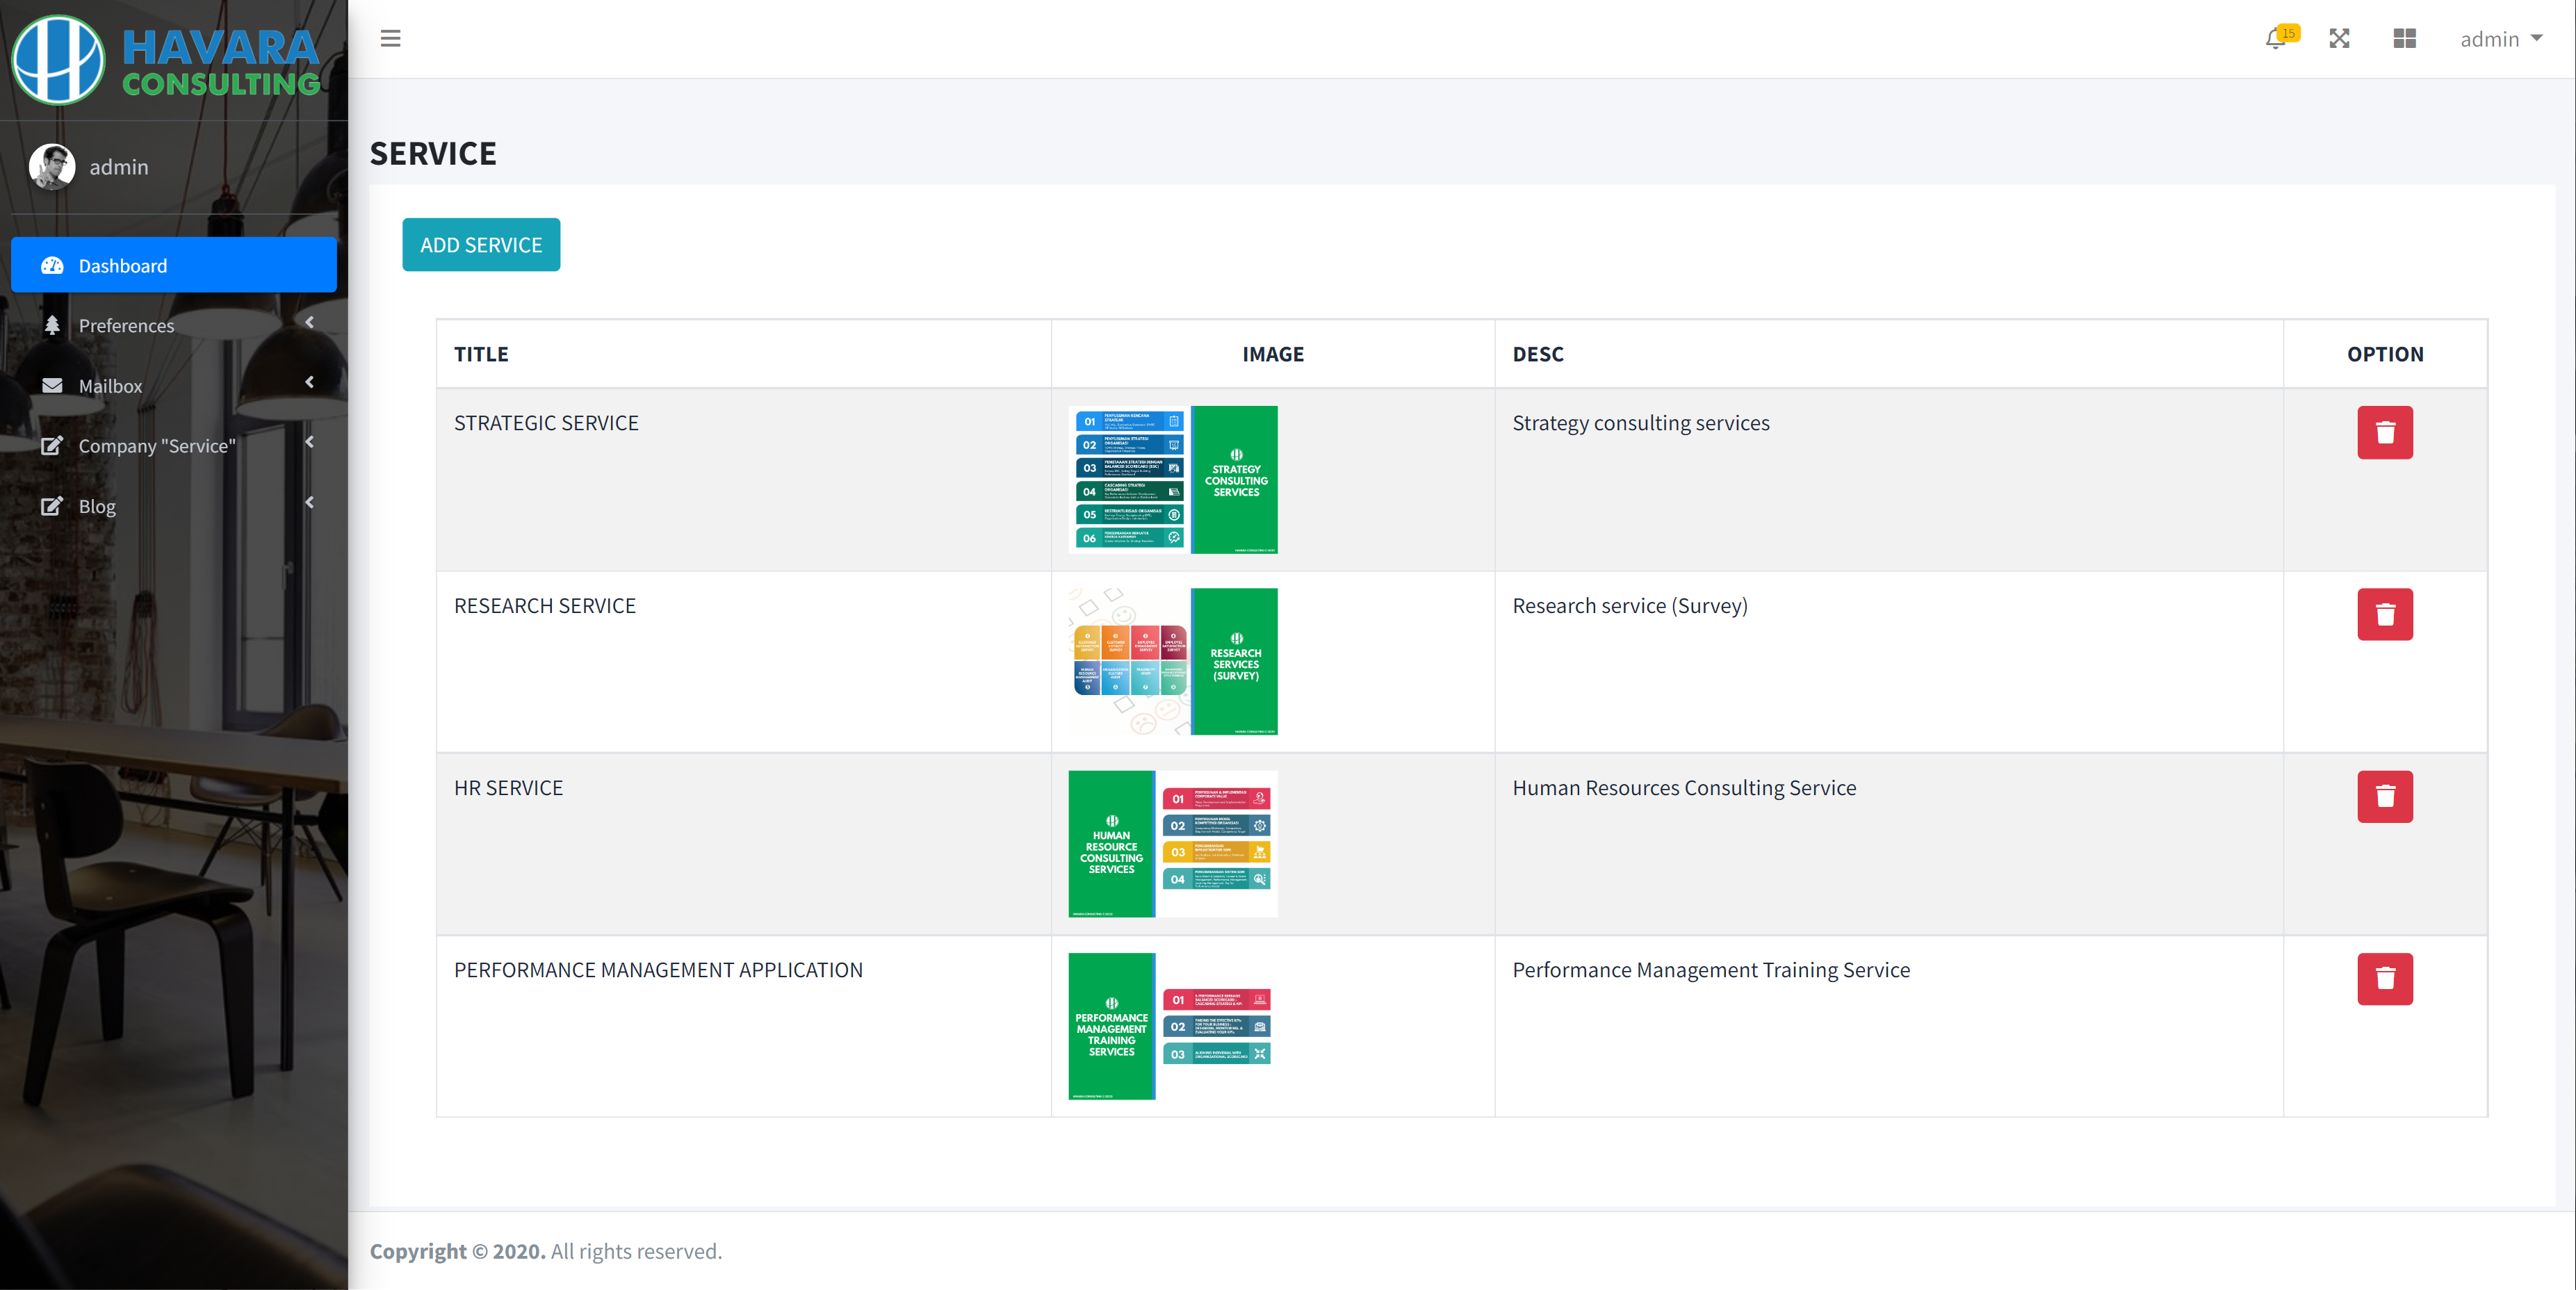 HAVARA
CONSULTING
15
admin
admin
Dashboard
Preferences
Mailbox
Company "Service"
Blog
SERVICE
ADD SERVICE
TITLE
IMAGE
DESC
OPTION
STRATEGIC SERVICE
01
02
03
04
05
06
STRATEGY
CONSULTING
SERVICES
Strategy consulting services
RESEARCH SERVICE
RESEARCH
SERVICES
(SURVEY)
Research service (Survey)
HR SERVICE
HUMAN
RESOURCE
CONSULTING
SERVICES
01
02
03
04
Human Resources Consulting Service
PERFORMANCE MANAGEMENT APPLICATION
PERFORMANCE
MANAGEMENT
TRAINING
SERVICES
01
02
03
Performance Management Training Service
Copyright © 2020. All rights reserved.